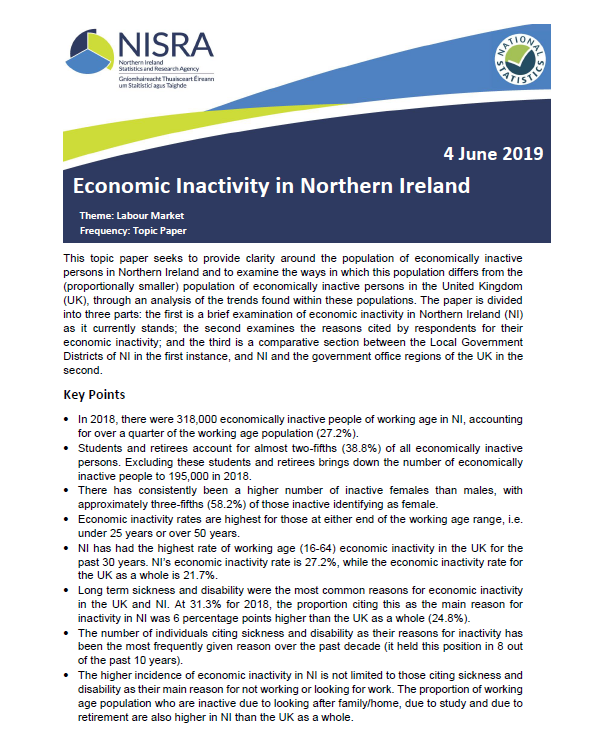 NISRA
Northern Ireland
Statistics and Research Agency
Gníomhaireacht Thuaisceart Éireann
um Staitisticí agus Taighde
NATIONAL STATISTICS
4 June 2019
Economic Inactivity in Northern Ireland
Theme: Labour Market
Frequency: Topic Paper
This topic paper seeks to provide clarity around the population of economically inactive
persons in Northern Ireland and to examine the ways in which this population differs from the
(proportionally smaller) population of economically inactive persons in the United Kingdom
(UK), through an analysis of the trends found within these populations. The paper is divided
into three parts: the first is a brief examination of economic inactivity in Northern Ireland (NI)
as it currently stands; the second examines the reasons cited by respondents for their
economic inactivity; and the third is a comparative section between the Local Government
Districts of NI in the first instance, and NI and the government office regions of the UK in the
second.
Key Points
• In 2018, there were 318,000 economically inactive people of working age in NI, accounting
for over a quarter of the working age population (27.2%).
• Students and retirees account for almost two-fifths (38.8%) of all economically inactive
persons. Excluding these students and retirees brings down the number of economically
inactive people to 195,000 in 2018.
• There has consistently been a higher number of inactive females than males, with
approximately three-fifths (58.2%) of those inactive identifying as female.
• Economic inactivity rates are highest for those at either end of the working age range, i.e.
under 25 years or over 50 years.
• NI has had the highest rate of working age (16-64) economic inactivity in the UK for the
past 30 years. NI's economic inactivity rate is 27.2%, while the economic inactivity rate for
the UK as a whole is 21.7%.
• Long term sickness and disability were the most common reasons for economic inactivity
in the UK and NI. At 31.3% for 2018, the proportion citing this as the main reason for
inactivity in NI was 6 percentage points higher than the UK as a whole (24.8%).
• The number of individuals citing sickness and disability as their reasons for inactivity has
been the most frequently given reason over the past decade (it held this position in 8 out
of the past 10 years).
• The higher incidence of economic inactivity in NI is not limited to those citing sickness and
disability as their main reason for not working or looking for work. The proportion of working
age population who are inactive due to looking after family/home, due to study and due to
retirement are also higher in NI than the UK as a whole.